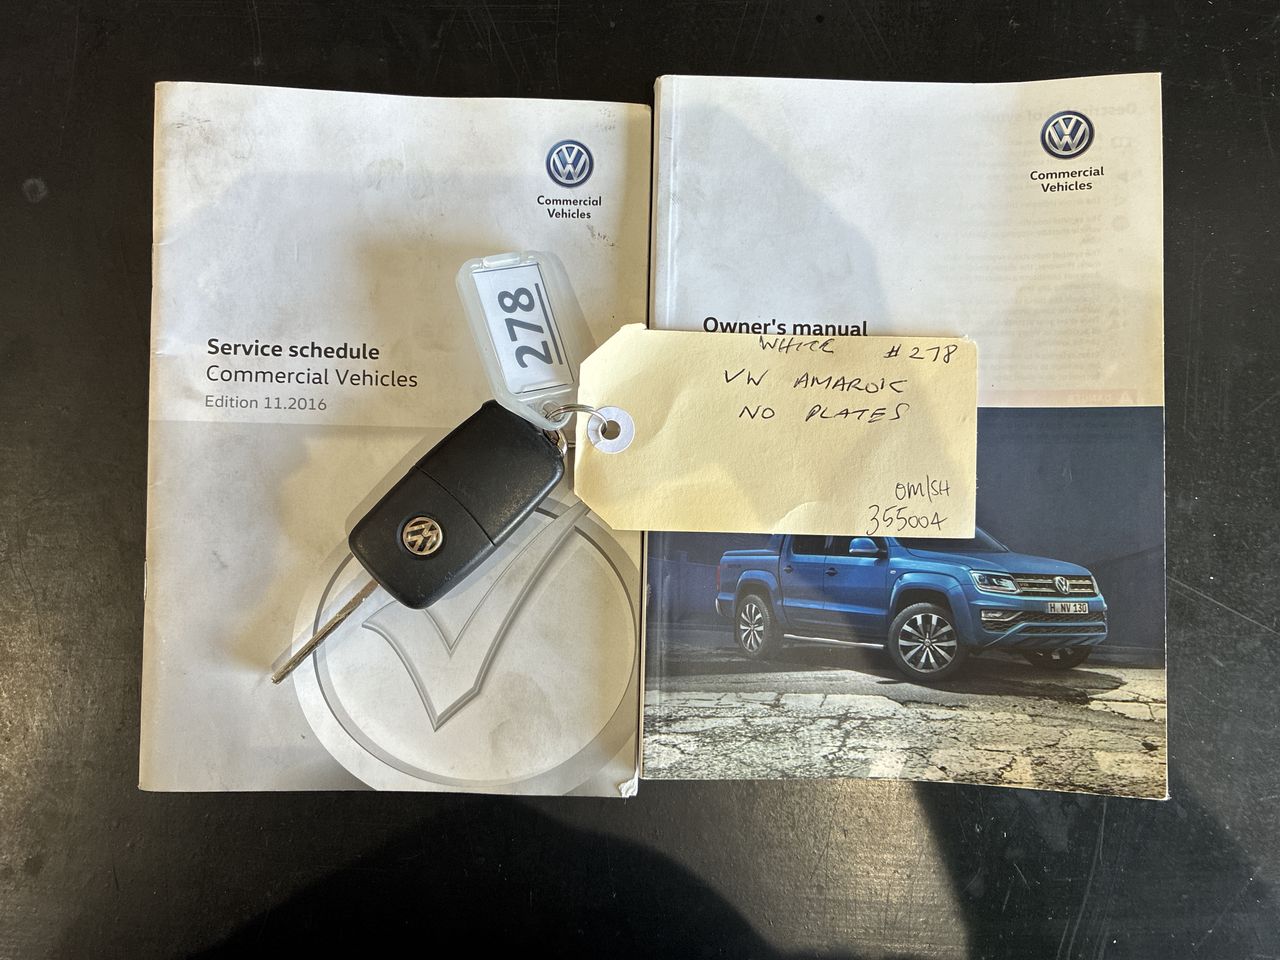 Commercial
Vehicles
Service schedule
Commercial Vehicles
Edition 11.2016
278
Commercial
Vehicles
Owner's manual
WHITE #278
VW AMAROK
NO PLATES
OM/SH
355004
H NV 130